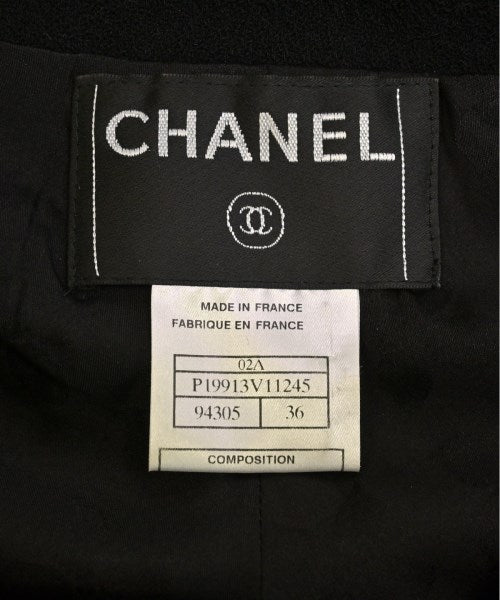 CHANEL
MADE IN FRANCE
FABRIQUE EN FRANCE
02A
P19913V11245
94305 36
COMPOSITION